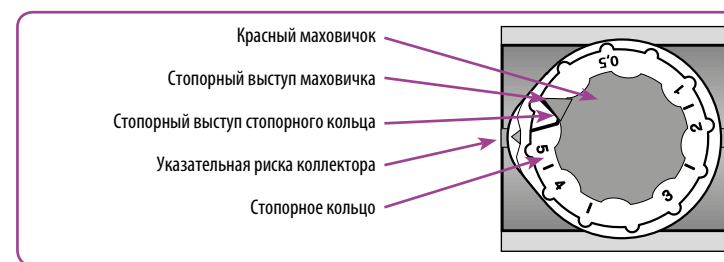 Красный маховичок
Стопорный выступ маховичка
Стопорный выступ стопорного кольца
Указательная риска коллектора
Стопорное кольцо
0,5
1
2
3
4
5